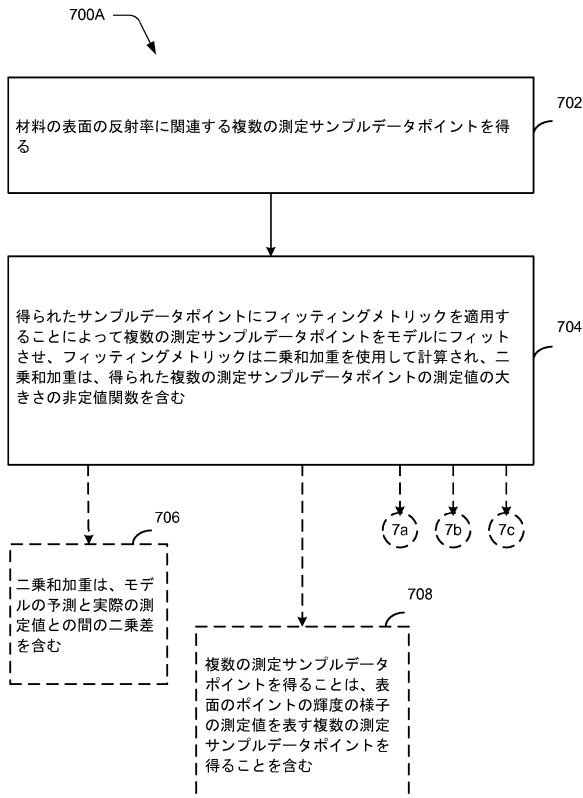 700A
702
材料の表面の反射率に関連する複数の測定サンプルデータポイントを得
る
704
得られたサンプルデータポイントにフィッティングメトリックを適用す
ることによって複数の測定サンプルデータポイントをモデルにフィット
させ、フィッティングメトリックは二乗和加重を使用して計算され、二
乗和加重は、得られた複数の測定サンプルデータポイントの測定値の大
きさの非定値関数を含む
7a
7b
7c
706
二乗和加重は、モデ
ルの予測と実際の測
定値との間の二乗差
を含む
708
複数の測定サンプルデータ
ポイントを得ることは、表
面のポイントの輝度の様子
の測定値を表す複数の測定
サンプルデータポイントを
得ることを含む